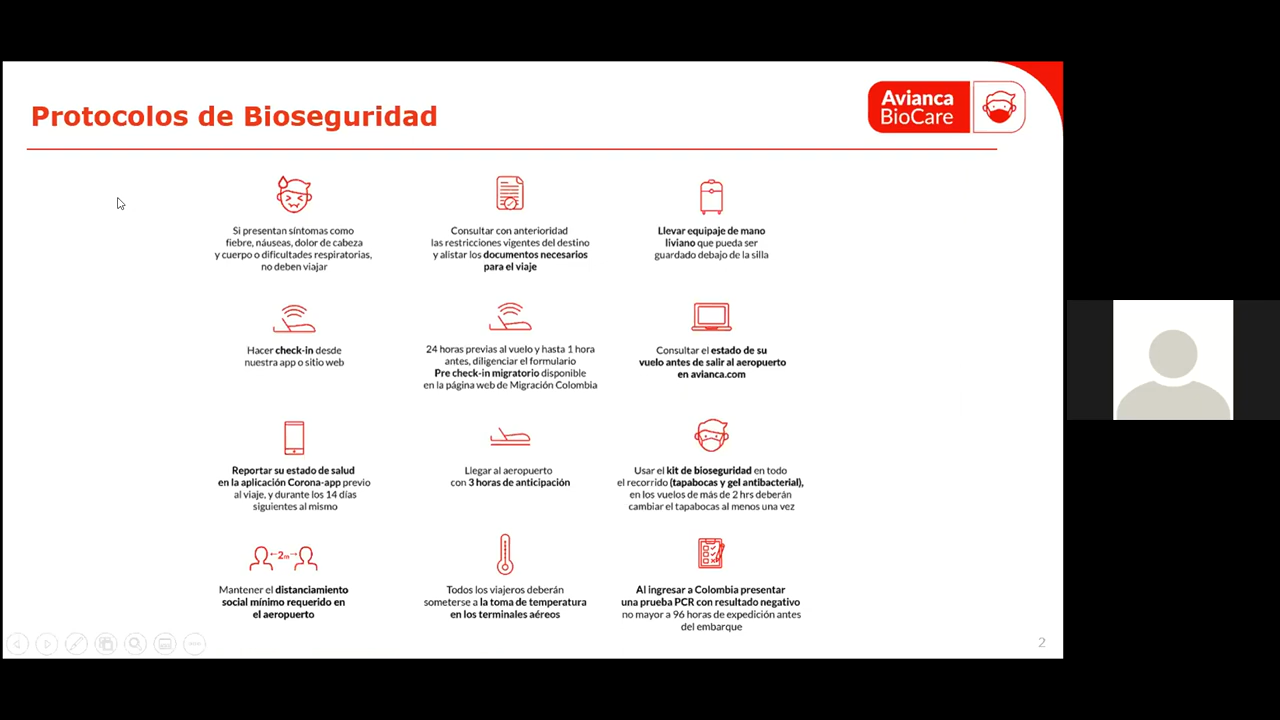 Protocolos de Bioseguridad
Avianca
BioCare
Si presentan síntomas como
fiebre, náuseas, dolor de cabeza
y cuerpo o dificultades respiratorias,
no deben viajar
Consultar con anterioridad
las restricciones vigentes del destino
y alistar los documentos necesarios
para el viaje
Llevar equipaje de mano
liviano que pueda ser
guardado debajo de la silla
Hacer check-in desde
nuestra app o sitio web
24 horas previas al vuelo y hasta 1 hora
antes, diligenciar el formulario
Pre check-in migratorio disponible
en la página web de Migración Colombia
Consultar el estado de su
vuelo antes de salir al aeropuerto
en avianca.com
Reportar su estado de salud
en la aplicación Corona-app previo
al viaje, y durante los 14 días
siguientes al mismo
Llegar al aeropuerto
con 3 horas de anticipación
Usar el kit de bioseguridad en todo
el recorrido (tapabocas y gel antibacterial),
en los vuelos de más de 2 hrs deberán
cambiar el tapabocas al menos una vez
2m
Mantener el distanciamiento
social mínimo requerido en
el aeropuerto
Todos los viajeros deberán
someterse a la toma de temperatura
en los terminales aéreos
Al ingresar a Colombia presentar
una prueba PCR con resultado negativo
no mayor a 96 horas de expedición antes
del embarque
2